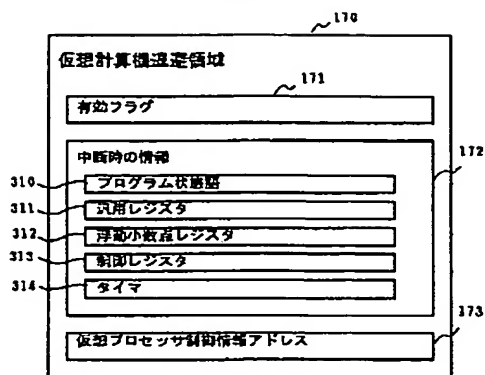 170
仮想計算機退避領域
171
有効フラグ
172
中断時の情報
310
プログラム状態語
311
汎用レジスタ
312
浮動小数点レジスタ
313
制御レジスタ
314
タイマ
173
仮想プロセッサ制御情報アドレス